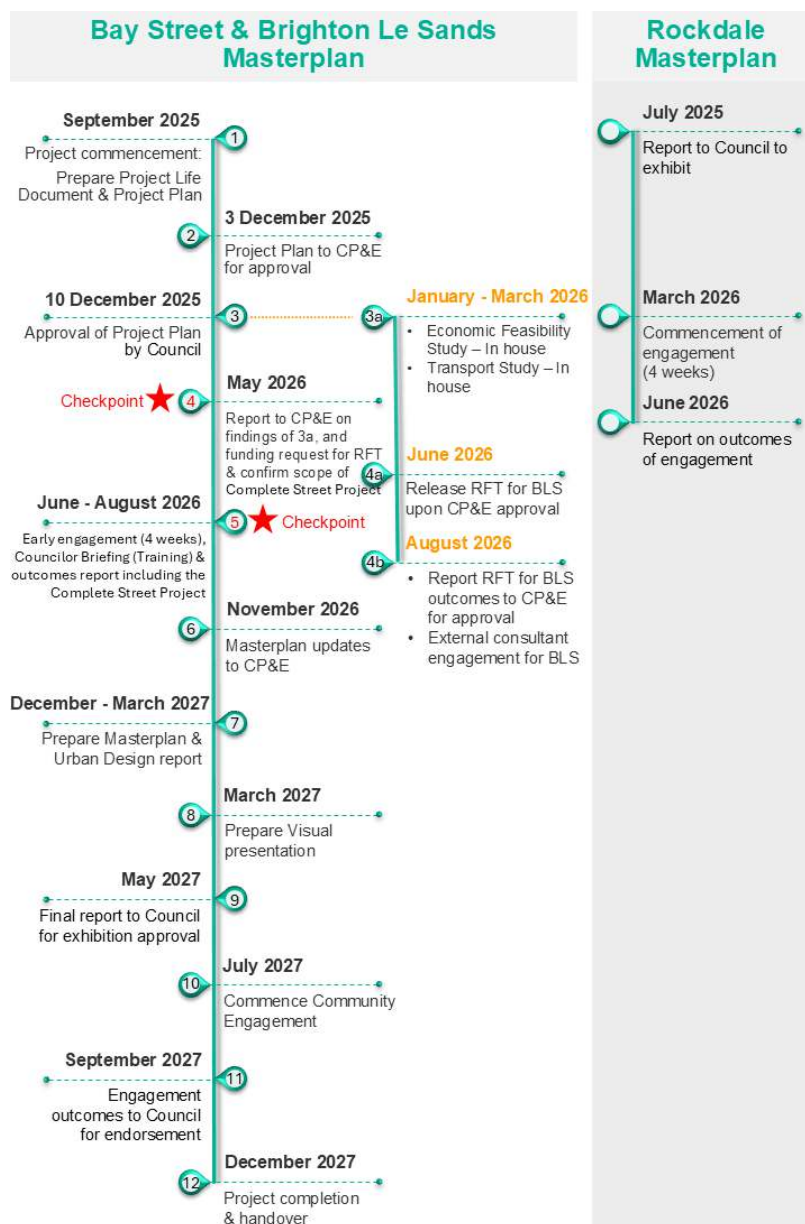 Bay Street & Brighton Le Sands
Masterplan
September 2025
1
Project commencement:
Prepare Project Life
Document & Project Plan
3 December 2025
2
Project Plan to CP&E
for approval
10 December 2025
3
Approval of Project Plan
by Council
3a
January - March 2026
• Economic Feasibility
Study – In house
• Transport Study – In
house
Checkpoint
4
May 2026
Report to CP&E on
findings of 3a, and
funding request for RFT
& confirm scope of
Complete Street Project
4a
June 2026
Release RFT for BLS
upon CP&E approval
June - August 2026
5
Checkpoint
Early engagement (4 weeks),
Councilor Briefing (Training) &
outcomes report including the
Complete Street Project
4b
August 2026
• Report RFT for BLS
outcomes to CP&E
for approval
• External consultant
engagement for BLS
November 2026
6
Masterplan updates
to CP&E
December - March 2027
7
Prepare Masterplan &
Urban Design report
March 2027
8
Prepare Visual
presentation
May 2027
9
Final report to Council
for exhibition approval
July 2027
10
Commence Community
Engagement
September 2027
11
Engagement
outcomes to Council
for endorsement
December 2027
12
Project completion
& handover
Rockdale
Masterplan
July 2025
Report to Council to
exhibit
March 2026
Commencement of
engagement
(4 weeks)
June 2026
Report on outcomes
of engagement